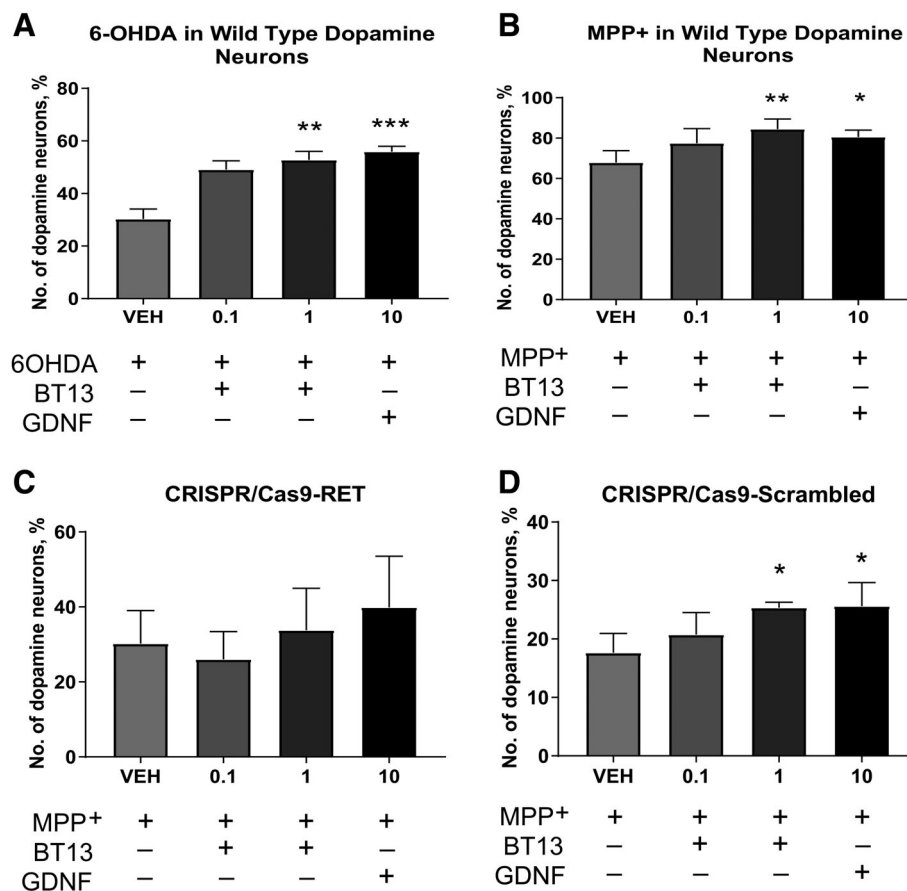 A
6-OHDA in Wild Type Dopamine
Neurons
No. of dopamine neurons, %
80
60
40
20
0
VEH 0.1 1 10
** ***
6OHDA + + + +
BT13 – + + –
GDNF – – – +
B
MPP+ in Wild Type Dopamine
Neurons
No. of dopamine neurons, %
100
80
60
40
20
0
VEH 0.1 1 10
** *
MPP+ + + + +
BT13 – + + –
GDNF – – – +
C
CRISPR/Cas9-RET
No. of dopamine neurons, %
60
40
20
0
VEH 0.1 1 10
MPP+ + + + +
BT13 – + + –
GDNF – – – +
D
CRISPR/Cas9-Scrambled
No. of dopamine neurons, %
40
30
20
10
0
VEH 0.1 1 10
* *
MPP+ + + + +
BT13 – + + –
GDNF – – – +